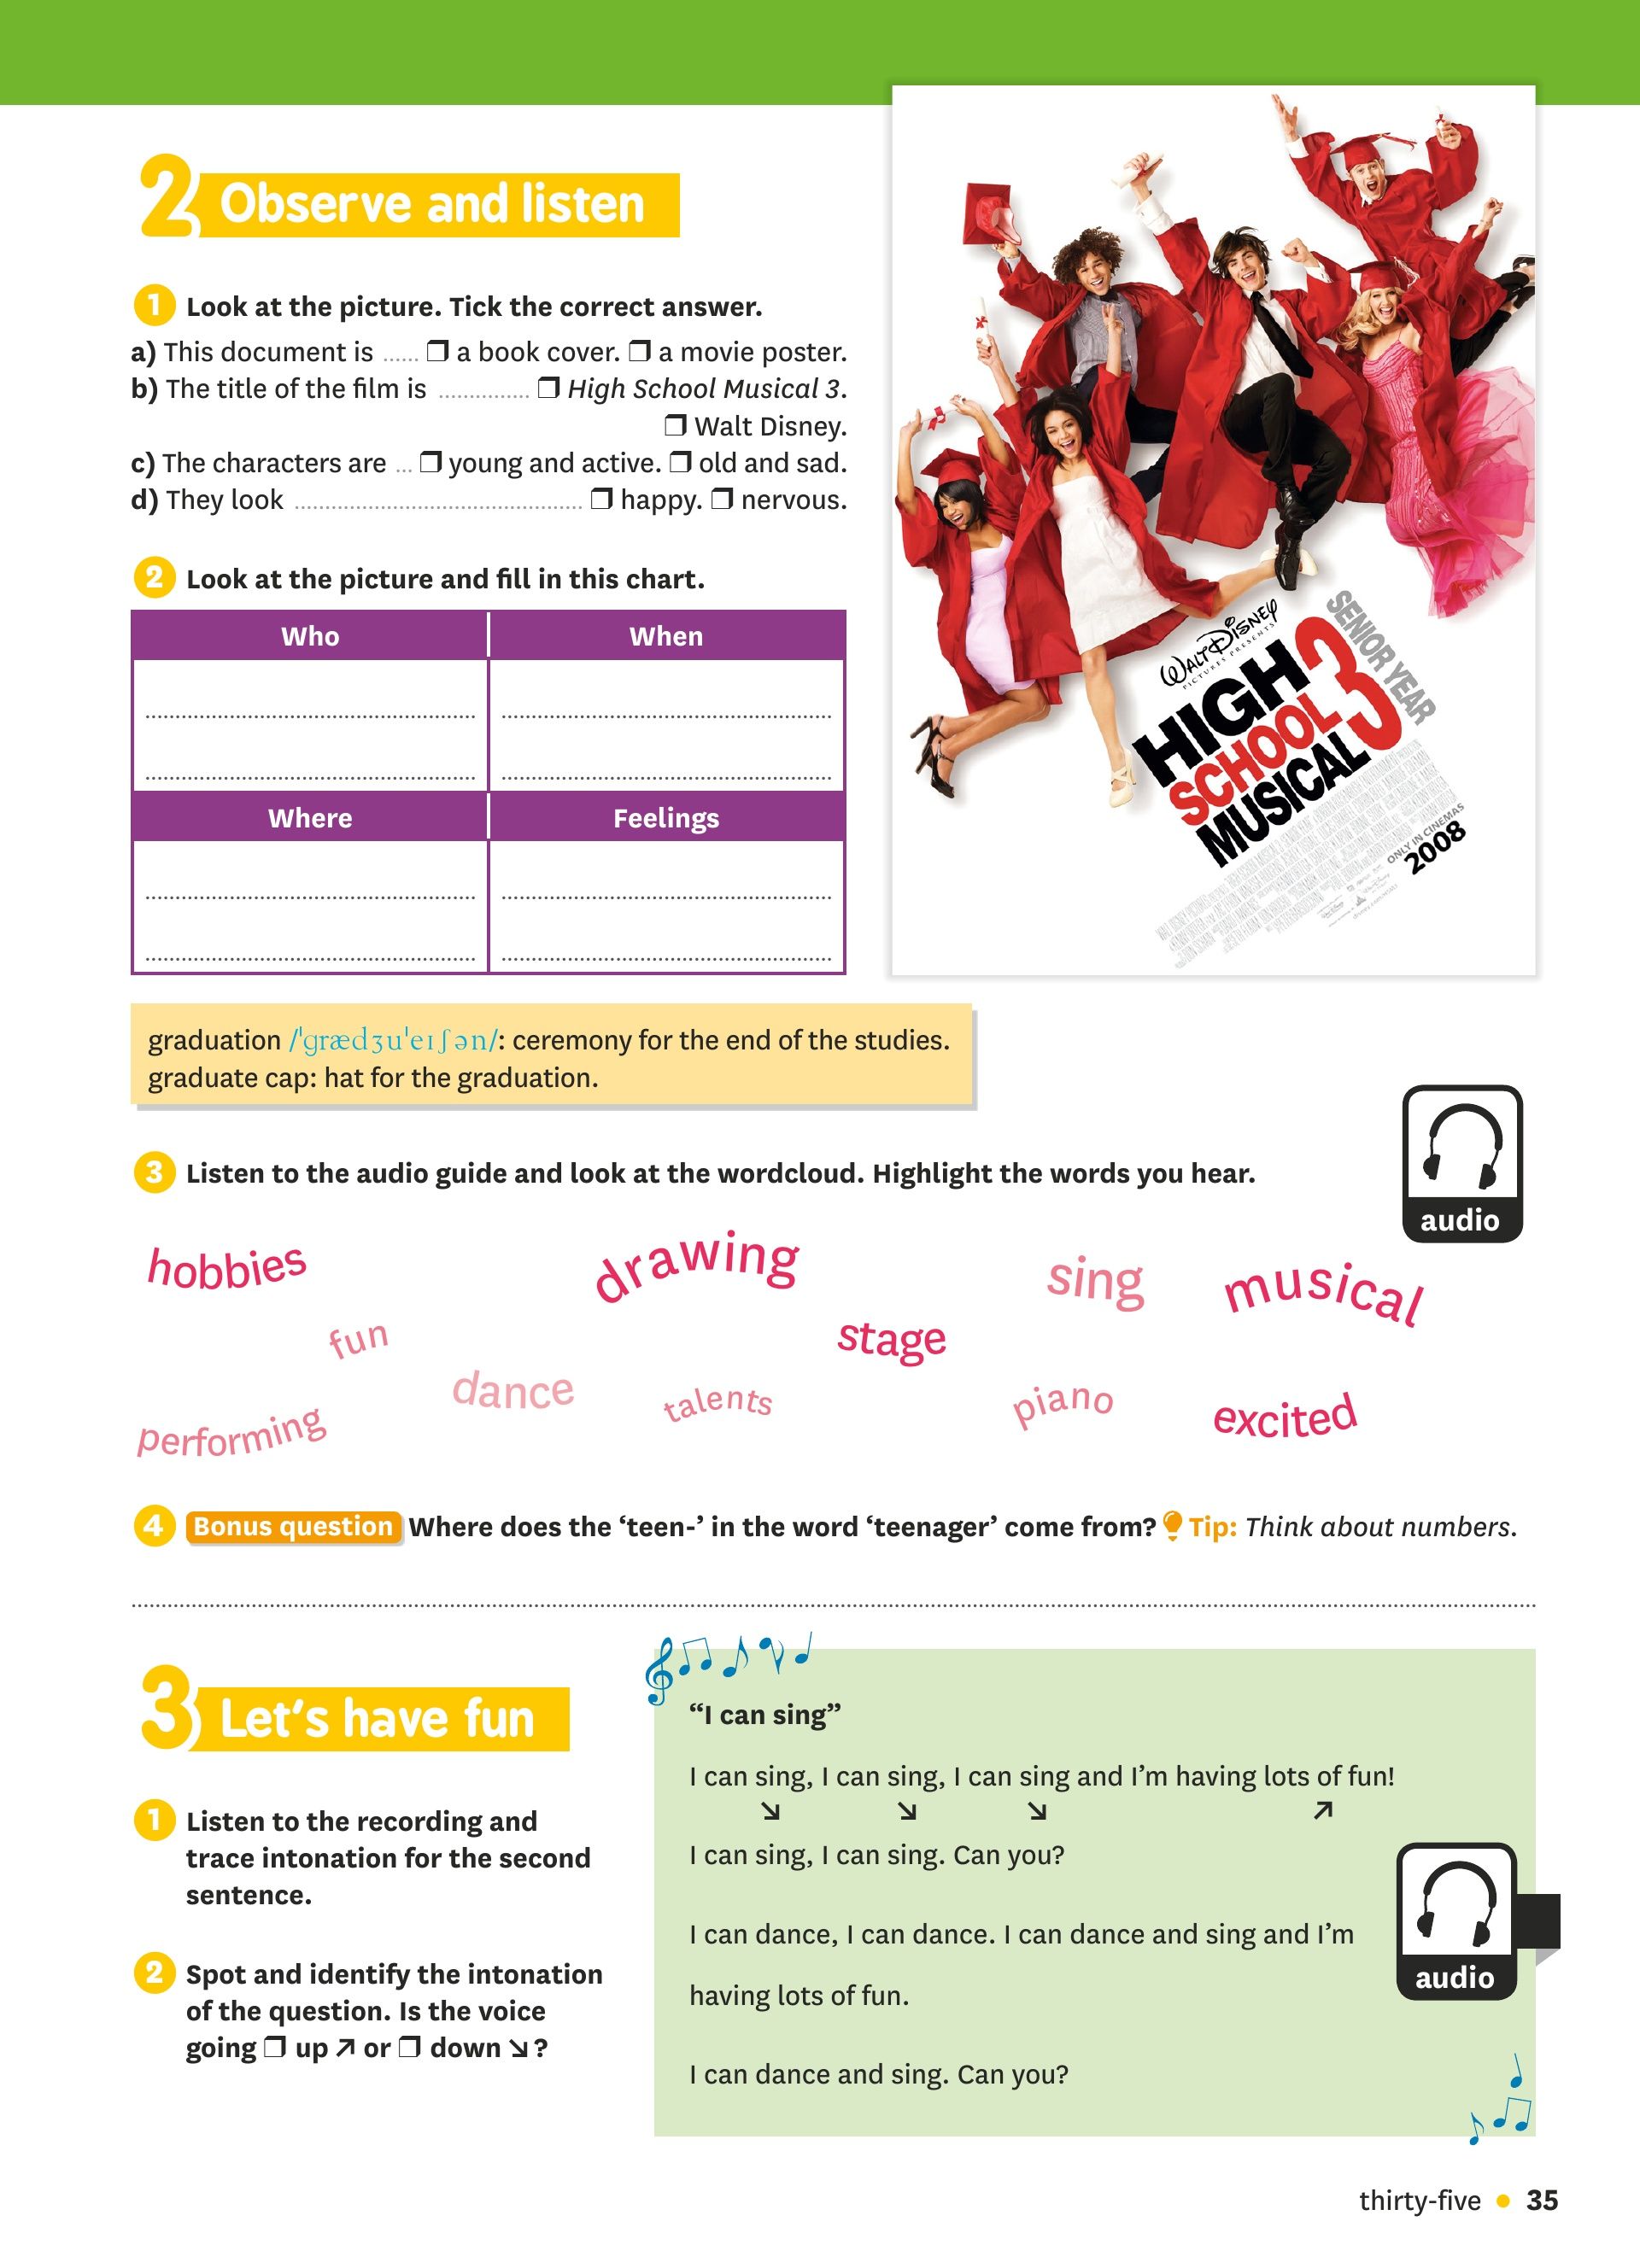 2 Observe and listen
1 Look at the picture. Tick the correct answer.
a) This document is ...... ❒ a book cover. ❒ a movie poster.
b) The title of the film is ............... ❒ High School Musical 3.
❒ Walt Disney.
c) The characters are ... ❒ young and active. ❒ old and sad.
d) They look ................................................ ❒ happy. ❒ nervous.
2 Look at the picture and fill in this chart.
Who When
Where Feelings
WALT DISNEY
PICTURES PRESENTS
HIGH
SCHOOL
MUSICAL
3
SENIOR YEAR
ONLY IN CINEMAS
2008
graduation /ˈgrædʒuˈeɪʃən/: ceremony for the end of the studies.
graduate cap: hat for the graduation.
3 Listen to the audio guide and look at the wordcloud. Highlight the words you hear.
audio
hobbies drawing sing musical
fun stage
dance talents piano excited
performing
4 Bonus question Where does the ‘teen-’ in the word ‘teenager’ come from? Tip: Think about numbers.
3 Let's have fun
1 Listen to the recording and
trace intonation for the second
sentence.
2 Spot and identify the intonation
of the question. Is the voice
going ❒ up ↗ or ❒ down ↘ ?
“I can sing”
I can sing, I can sing, I can sing and I’m having lots of fun!
↘ ↘ ↘ ↗
I can sing, I can sing. Can you?
I can dance, I can dance. I can dance and sing and I’m
having lots of fun.
I can dance and sing. Can you?
audio
thirty-five • 35